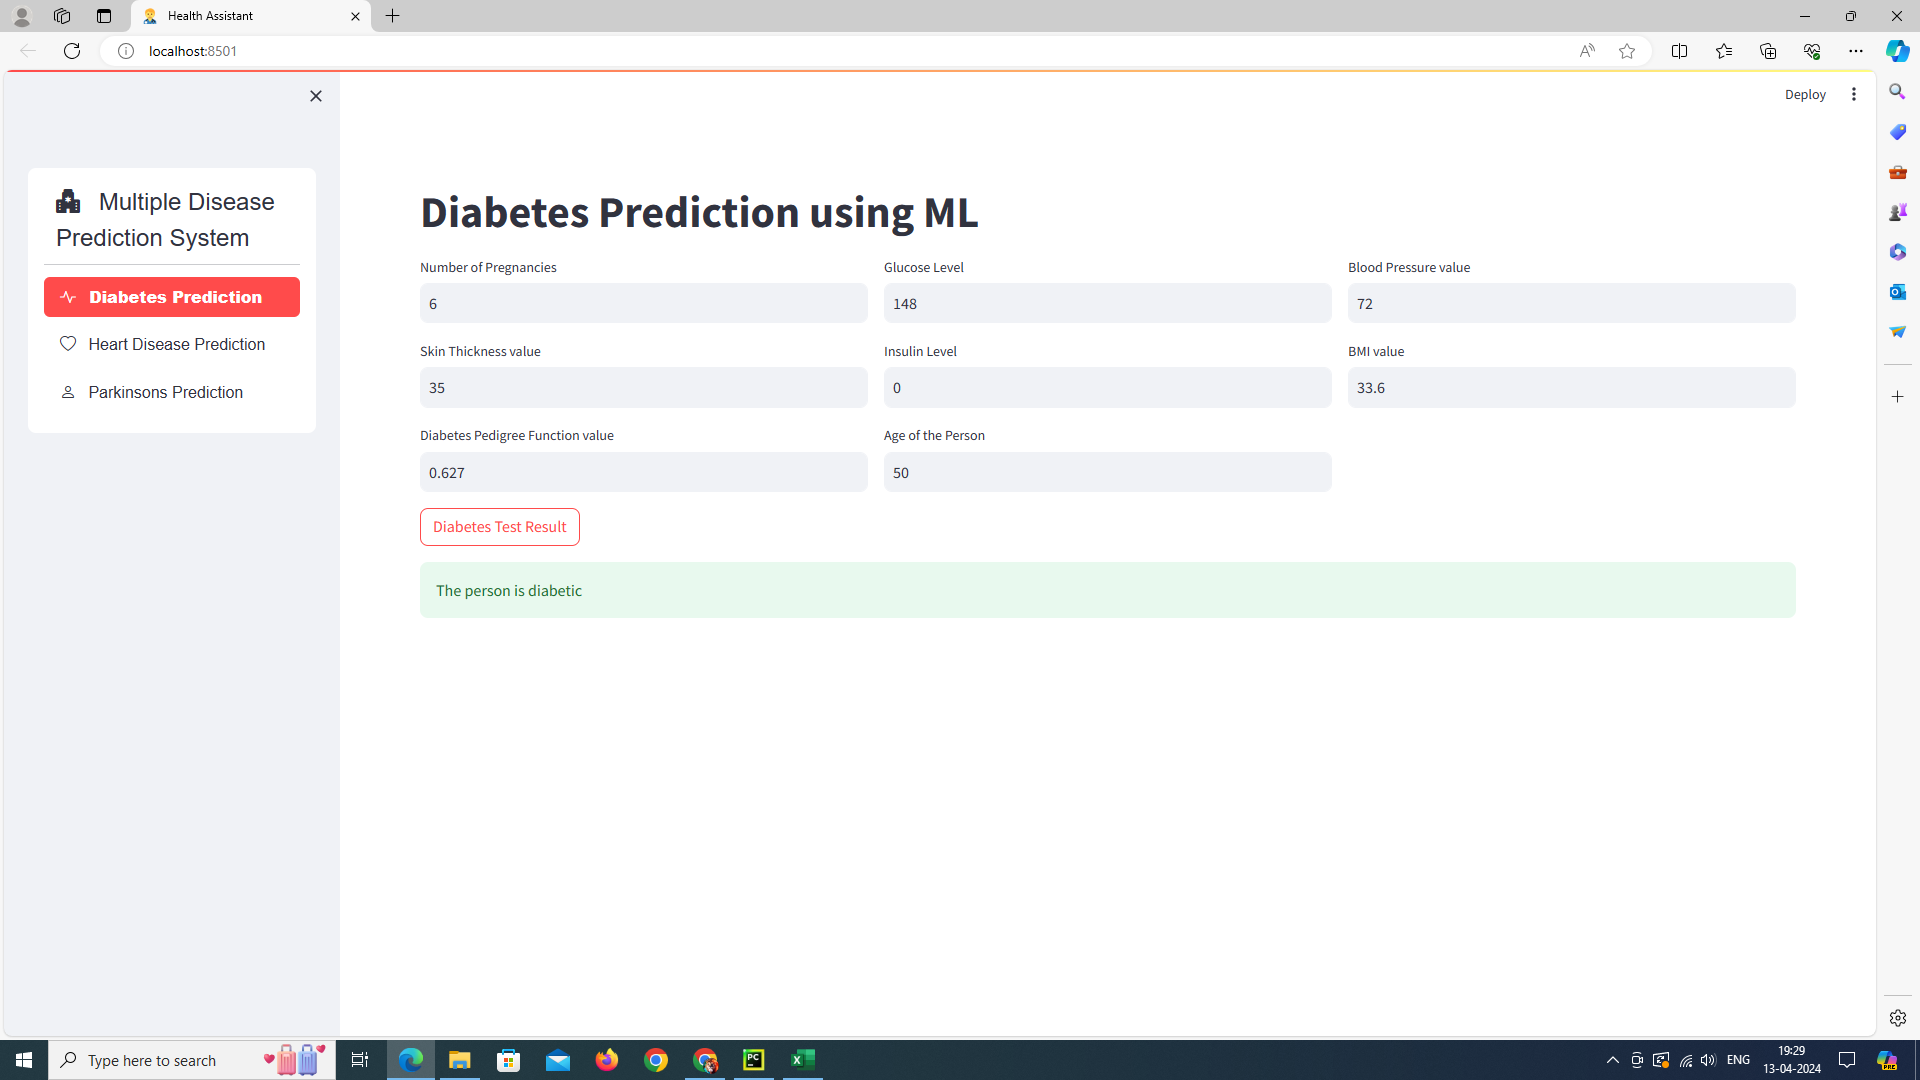 Health Assistant
localhost:8501
Deploy
Multiple Disease
Prediction System
Diabetes Prediction
Heart Disease Prediction
Parkinsons Prediction
Diabetes Prediction using ML
Number of Pregnancies
Glucose Level
Blood Pressure value
6
148
72
Skin Thickness value
Insulin Level
BMI value
35
0
33.6
Diabetes Pedigree Function value
Age of the Person
0.627
50
Diabetes Test Result
The person is diabetic
Type here to search
PC
X
ENG
19:29
13-04-2024
PRE